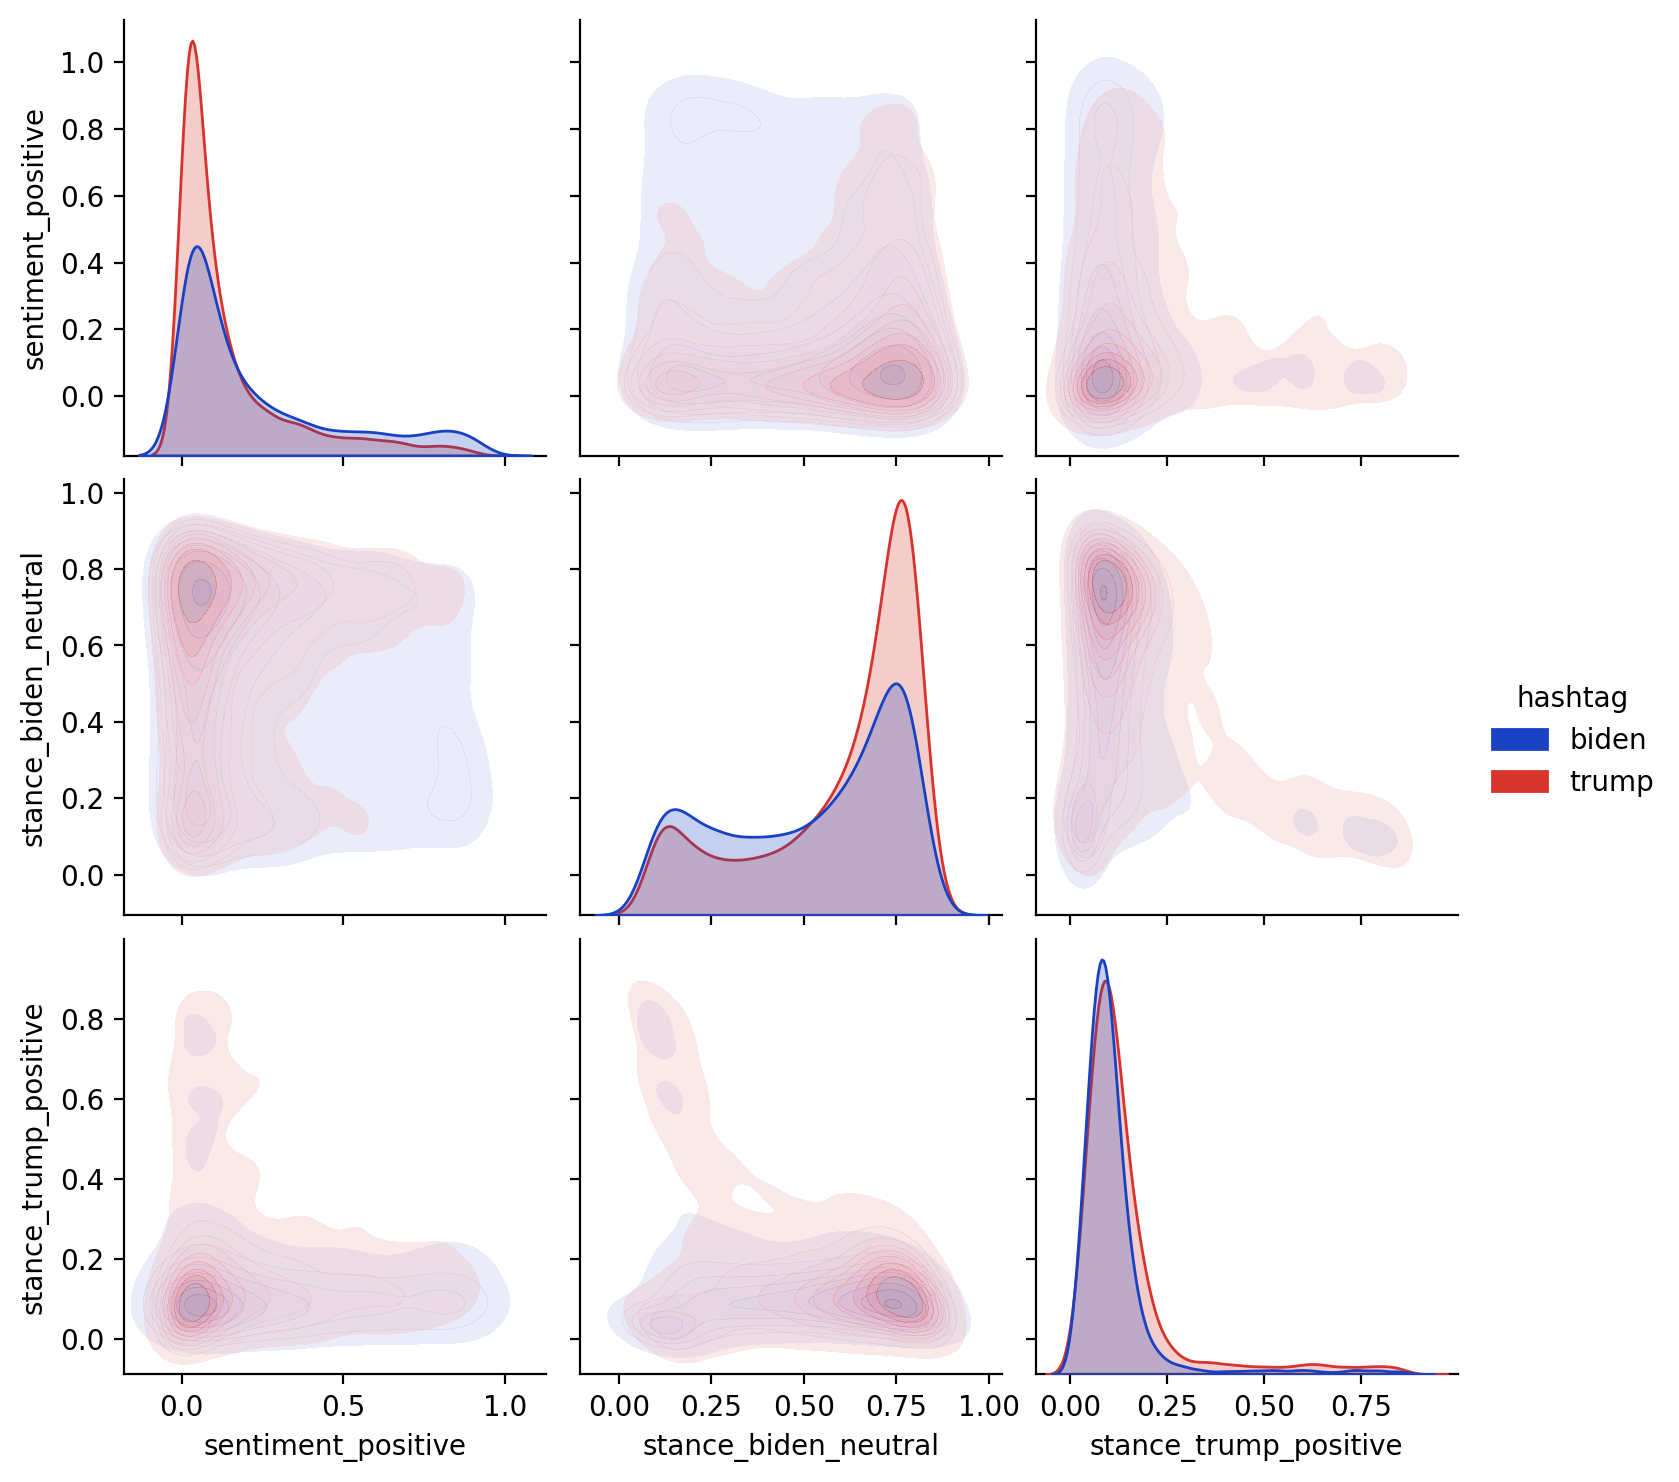 sentiment_positive
1.0
0.8
0.6
0.4
0.2
0.0
stance_biden_neutral
1.0
0.8
0.6
0.4
0.2
0.0
hashtag
biden
trump
stance_trump_positive
0.8
0.6
0.4
0.2
0.0
0.0 0.5 1.0
0.00 0.25 0.50 0.75 1.00
0.00 0.25 0.50 0.75
sentiment_positive
stance_biden_neutral
stance_trump_positive